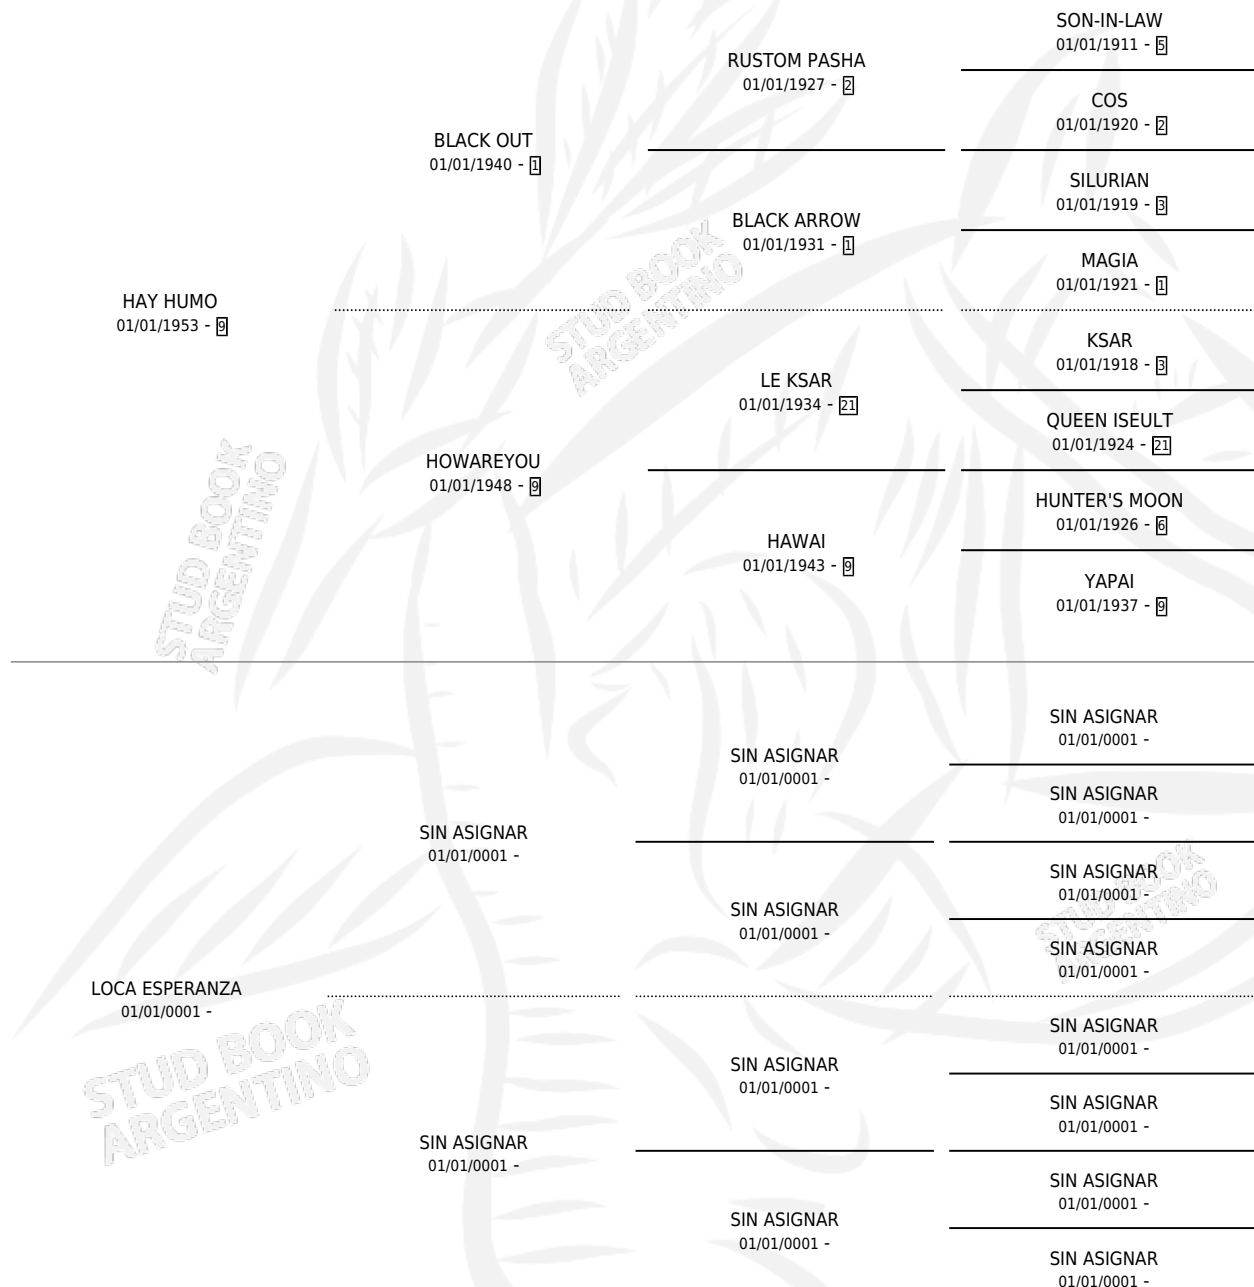 SON-IN-LAW
01/01/1911 - 5
RUSTOM PASHA
01/01/1927 - 2
COS
01/01/1920 - 2
BLACK OUT
01/01/1940 - 1
SILURIAN
01/01/1919 - 3
BLACK ARROW
01/01/1931 - 1
MAGIA
01/01/1921 - 1
HAY HUMO
01/01/1953 - 9
KSAR
01/01/1918 - 3
LE KSAR
01/01/1934 - 21
QUEEN ISEULT
01/01/1924 - 21
HOWAREYOU
01/01/1948 - 9
HUNTER'S MOON
01/01/1926 - 6
HAWAI
01/01/1943 - 9
YAPAI
01/01/1937 - 9
STUD BOOK
ARGENTINO
STUD BOOK
ARGENTINO
SIN ASIGNAR
01/01/0001 -
SIN ASIGNAR
01/01/0001 -
SIN ASIGNAR
01/01/0001 -
SIN ASIGNAR
01/01/0001 -
SIN ASIGNAR
01/01/0001 -
SIN ASIGNAR
01/01/0001 -
SIN ASIGNAR
01/01/0001 -
LOCA ESPERANZA
01/01/0001 -
SIN ASIGNAR
01/01/0001 -
SIN ASIGNAR
01/01/0001 -
SIN ASIGNAR
01/01/0001 -
SIN ASIGNAR
01/01/0001 -
SIN ASIGNAR
01/01/0001 -
SIN ASIGNAR
01/01/0001 -
SIN ASIGNAR
01/01/0001 -
STUD BOOK
ARGENTINO
STUD BOOK
ARGENTINO